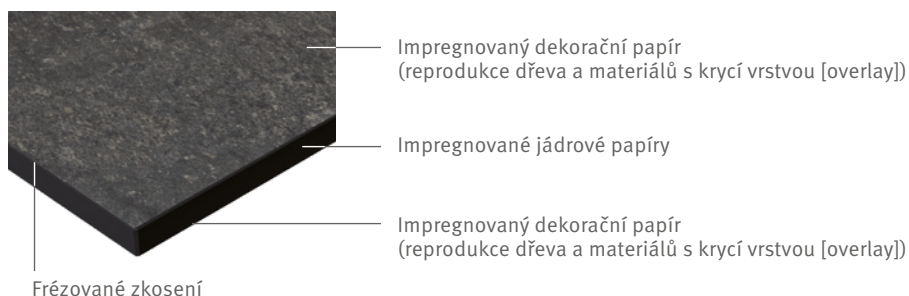 Impregnovaný dekorační papír
(reprodukce dřeva a materiálů s krycí vrstvou [overlay])
Impregnované jádrové papíry
Impregnovaný dekorační papír
(reprodukce dřeva a materiálů s krycí vrstvou [overlay])
Frézované zkosení